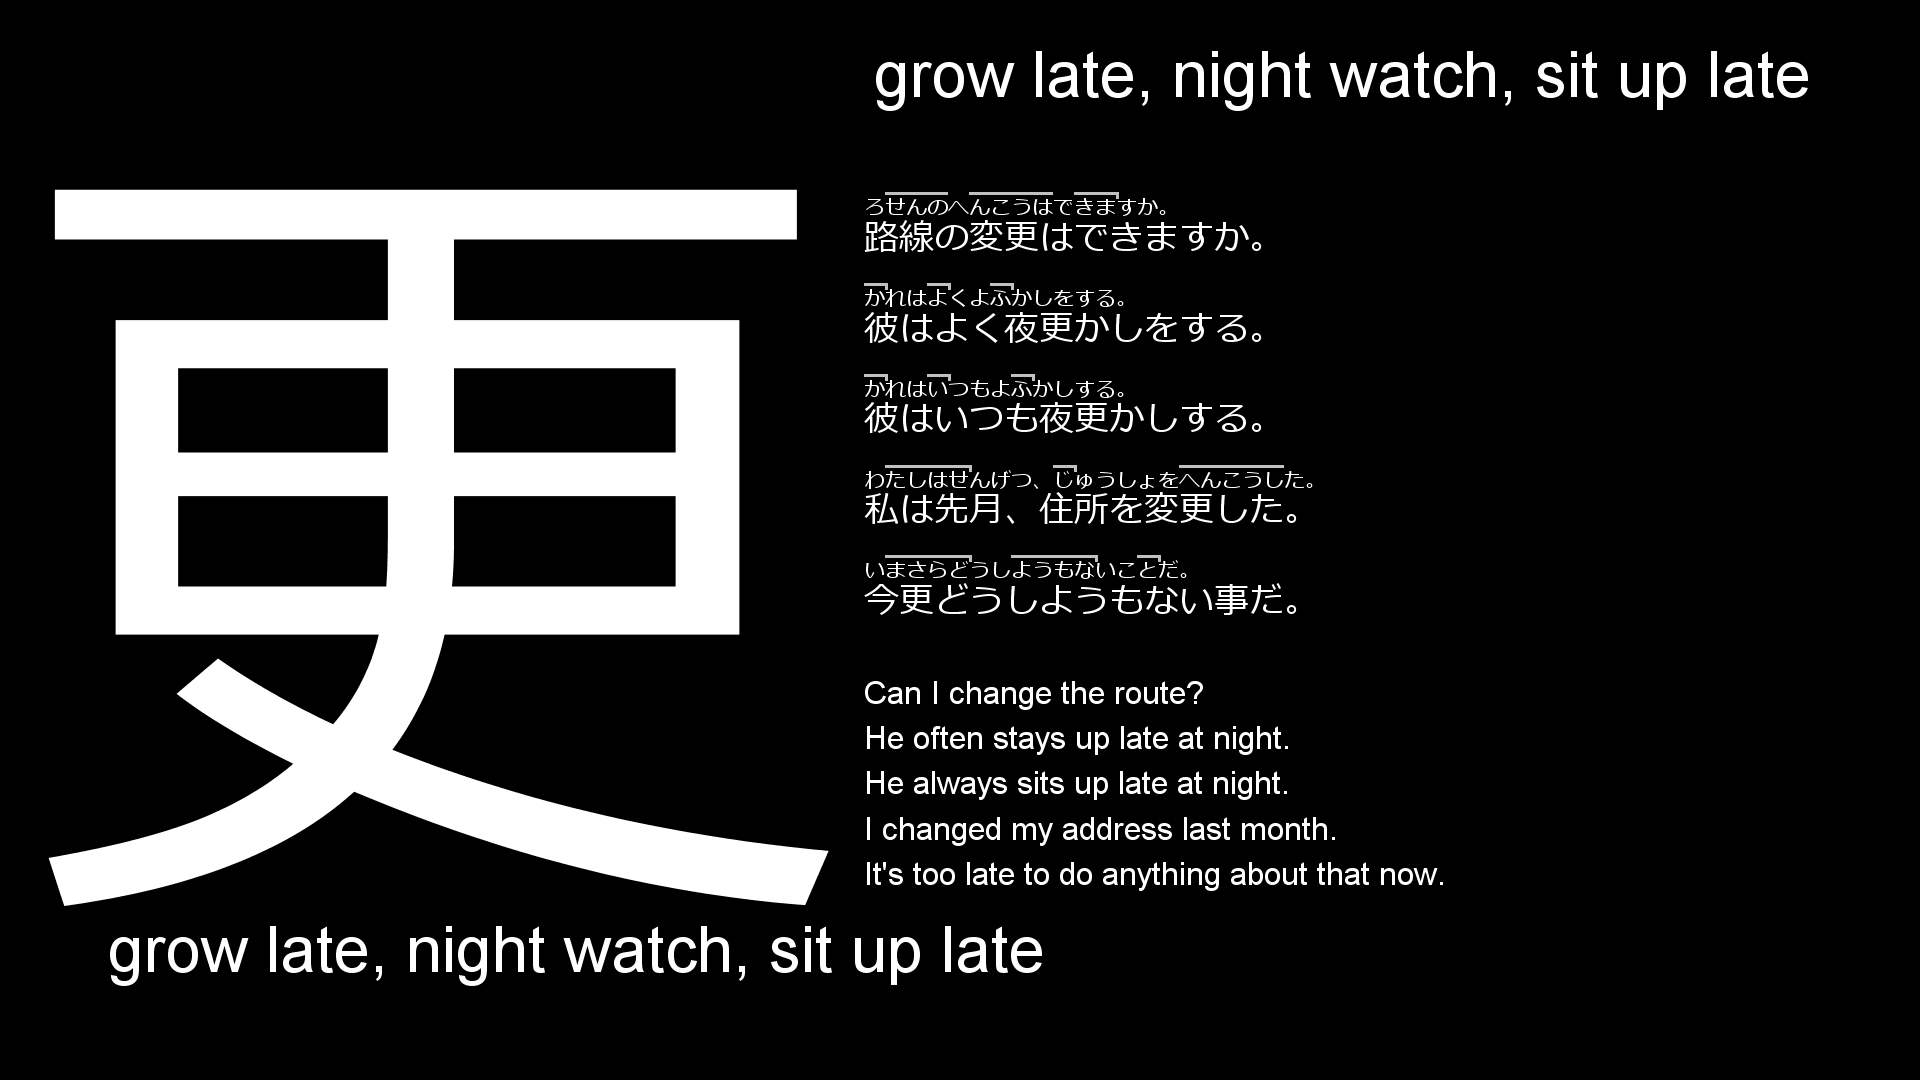 grow late, night watch, sit up late
更
ろせんのへんこうはできますか。
路線の変更はできますか。
かれはよくよふかしをする。
彼はよく夜更かしをする。
かれはいつもよふかしする。
彼はいつも夜更かしする。
わたしはせんげつ、じゅうしょをへんこうした。
私は先月、住所を変更した。
いまさらどうしようもないことだ。
今更どうしようもない事だ。
Can I change the route?
He often stays up late at night.
He always sits up late at night.
I changed my address last month.
It's too late to do anything about that now.
grow late, night watch, sit up late